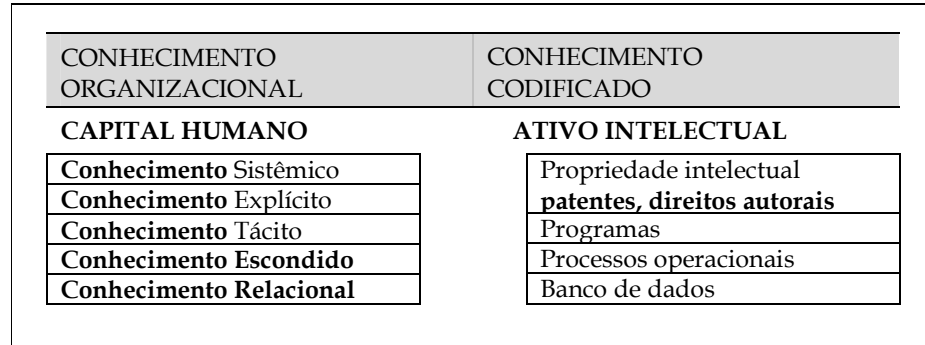 CONHECIMENTO ORGANIZACIONAL
CONHECIMENTO CODIFICADO
CAPITAL HUMANO
Conhecimento Sistêmico
Conhecimento Explícito
Conhecimento Tácito
Conhecimento Escondido
Conhecimento Relacional
ATIVO INTELECTUAL
Propriedade intelectual
patentes, direitos autorais
Programas
Processos operacionais
Banco de dados